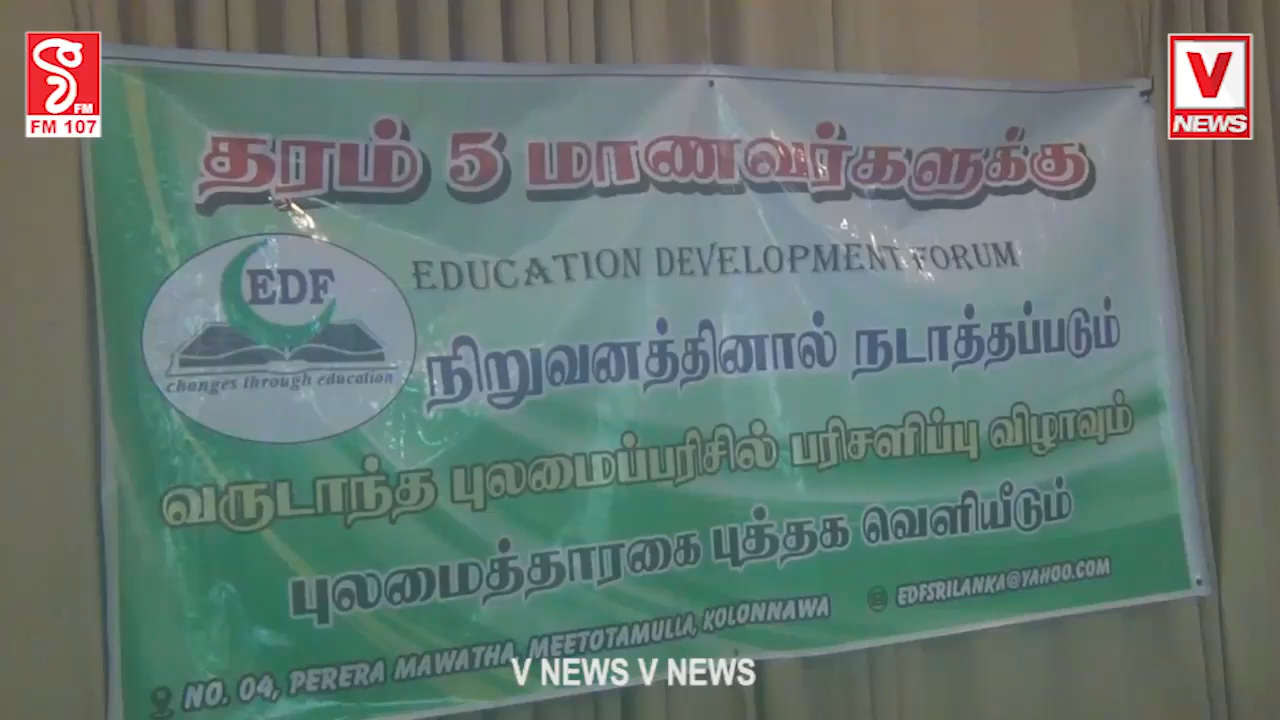 FM
FM 107
V
NEWS
தரம் 5 மாணவர்களுக்கு
EDUCATION DEVELOPMENT FORUM
EDF
changes through education
நிறுவனத்தினால் நடாத்தப்படும்
வருடாந்த புலமைப்பரிசில் பரிசளிப்பு விழாவும்
புலமைத்தாரகை புத்தக வெளியீடும்
NO. 04, PERERA MAWATHA, MEETOTAMULLA, KOLONNAWA
EDFSRILANKA@YAHOO.COM
V NEWS V NEWS